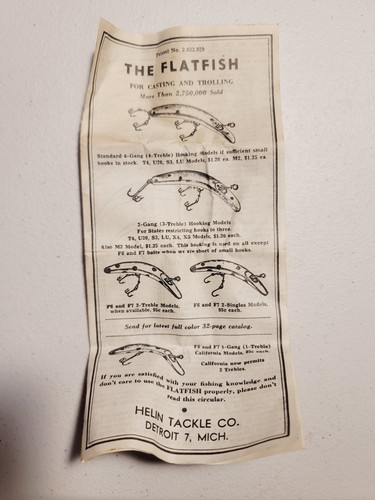 Patent No. 2,032,929
THE FLATFISH
FOR CASTING AND TROLLING
More Than 2,750,000 Sold
Standard 4-Gang (4-Treble) Hooking Models if sufficient small
hooks in stock. T4, U20, S3, LU Models, $1.20 ea. M2, $1.35 ea
3-Gang (3-Treble) Hooking Models
For States restricting hooks to three.
T4, U20, S3, LU, X4, X5 Models, $1.20 each.
Also M2 Model, $1.35 each. This hooking is used on all except
F6 and F7 baits when we are short of small hooks.
F6 and F7 2-Treble Models,
when available, 95c each.
F6 and F7 2-Singles Models,
95c each.
Send for latest full color 32-page catalog.
F6 and F7 1-Gang (1-Treble)
California Models, 95c each.
California now permits
2 Trebles.
If you are satisfied with your fishing knowledge and
don't care to use the FLATFISH properly, please don't
read this circular.
HELIN TACKLE CO.
DETROIT 7, MICH.